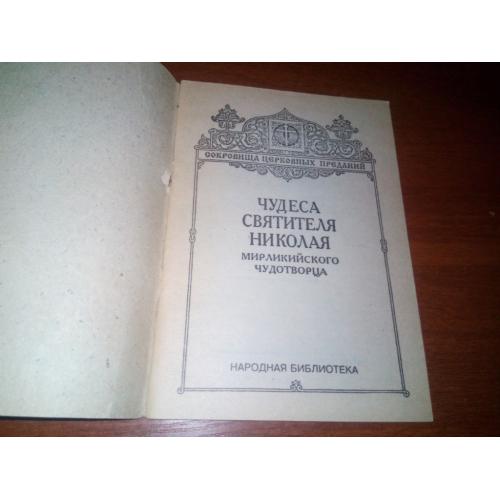 СОКРОВИЩА ЦЕРКОВНЫХ ПРЕДАНИЙ
ЧУДЕСА
СВЯТИТЕЛЯ
НИКОЛАЯ
МИРЛИКИЙСКОГО
ЧУДОТВОРЦА
НАРОДНАЯ БИБЛИОТЕКА